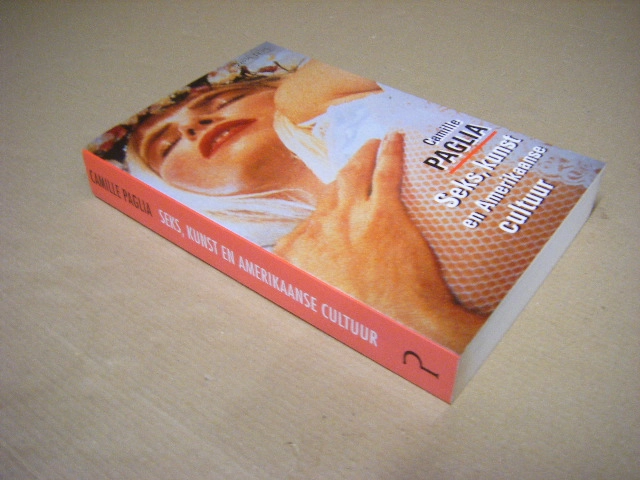 Camille
PAGLIA
Seks, kunst
en Amerikaanse
cultuur
CAMILLE PAGLIA SEKS, KUNST EN AMERIKAANSE CULTUUR